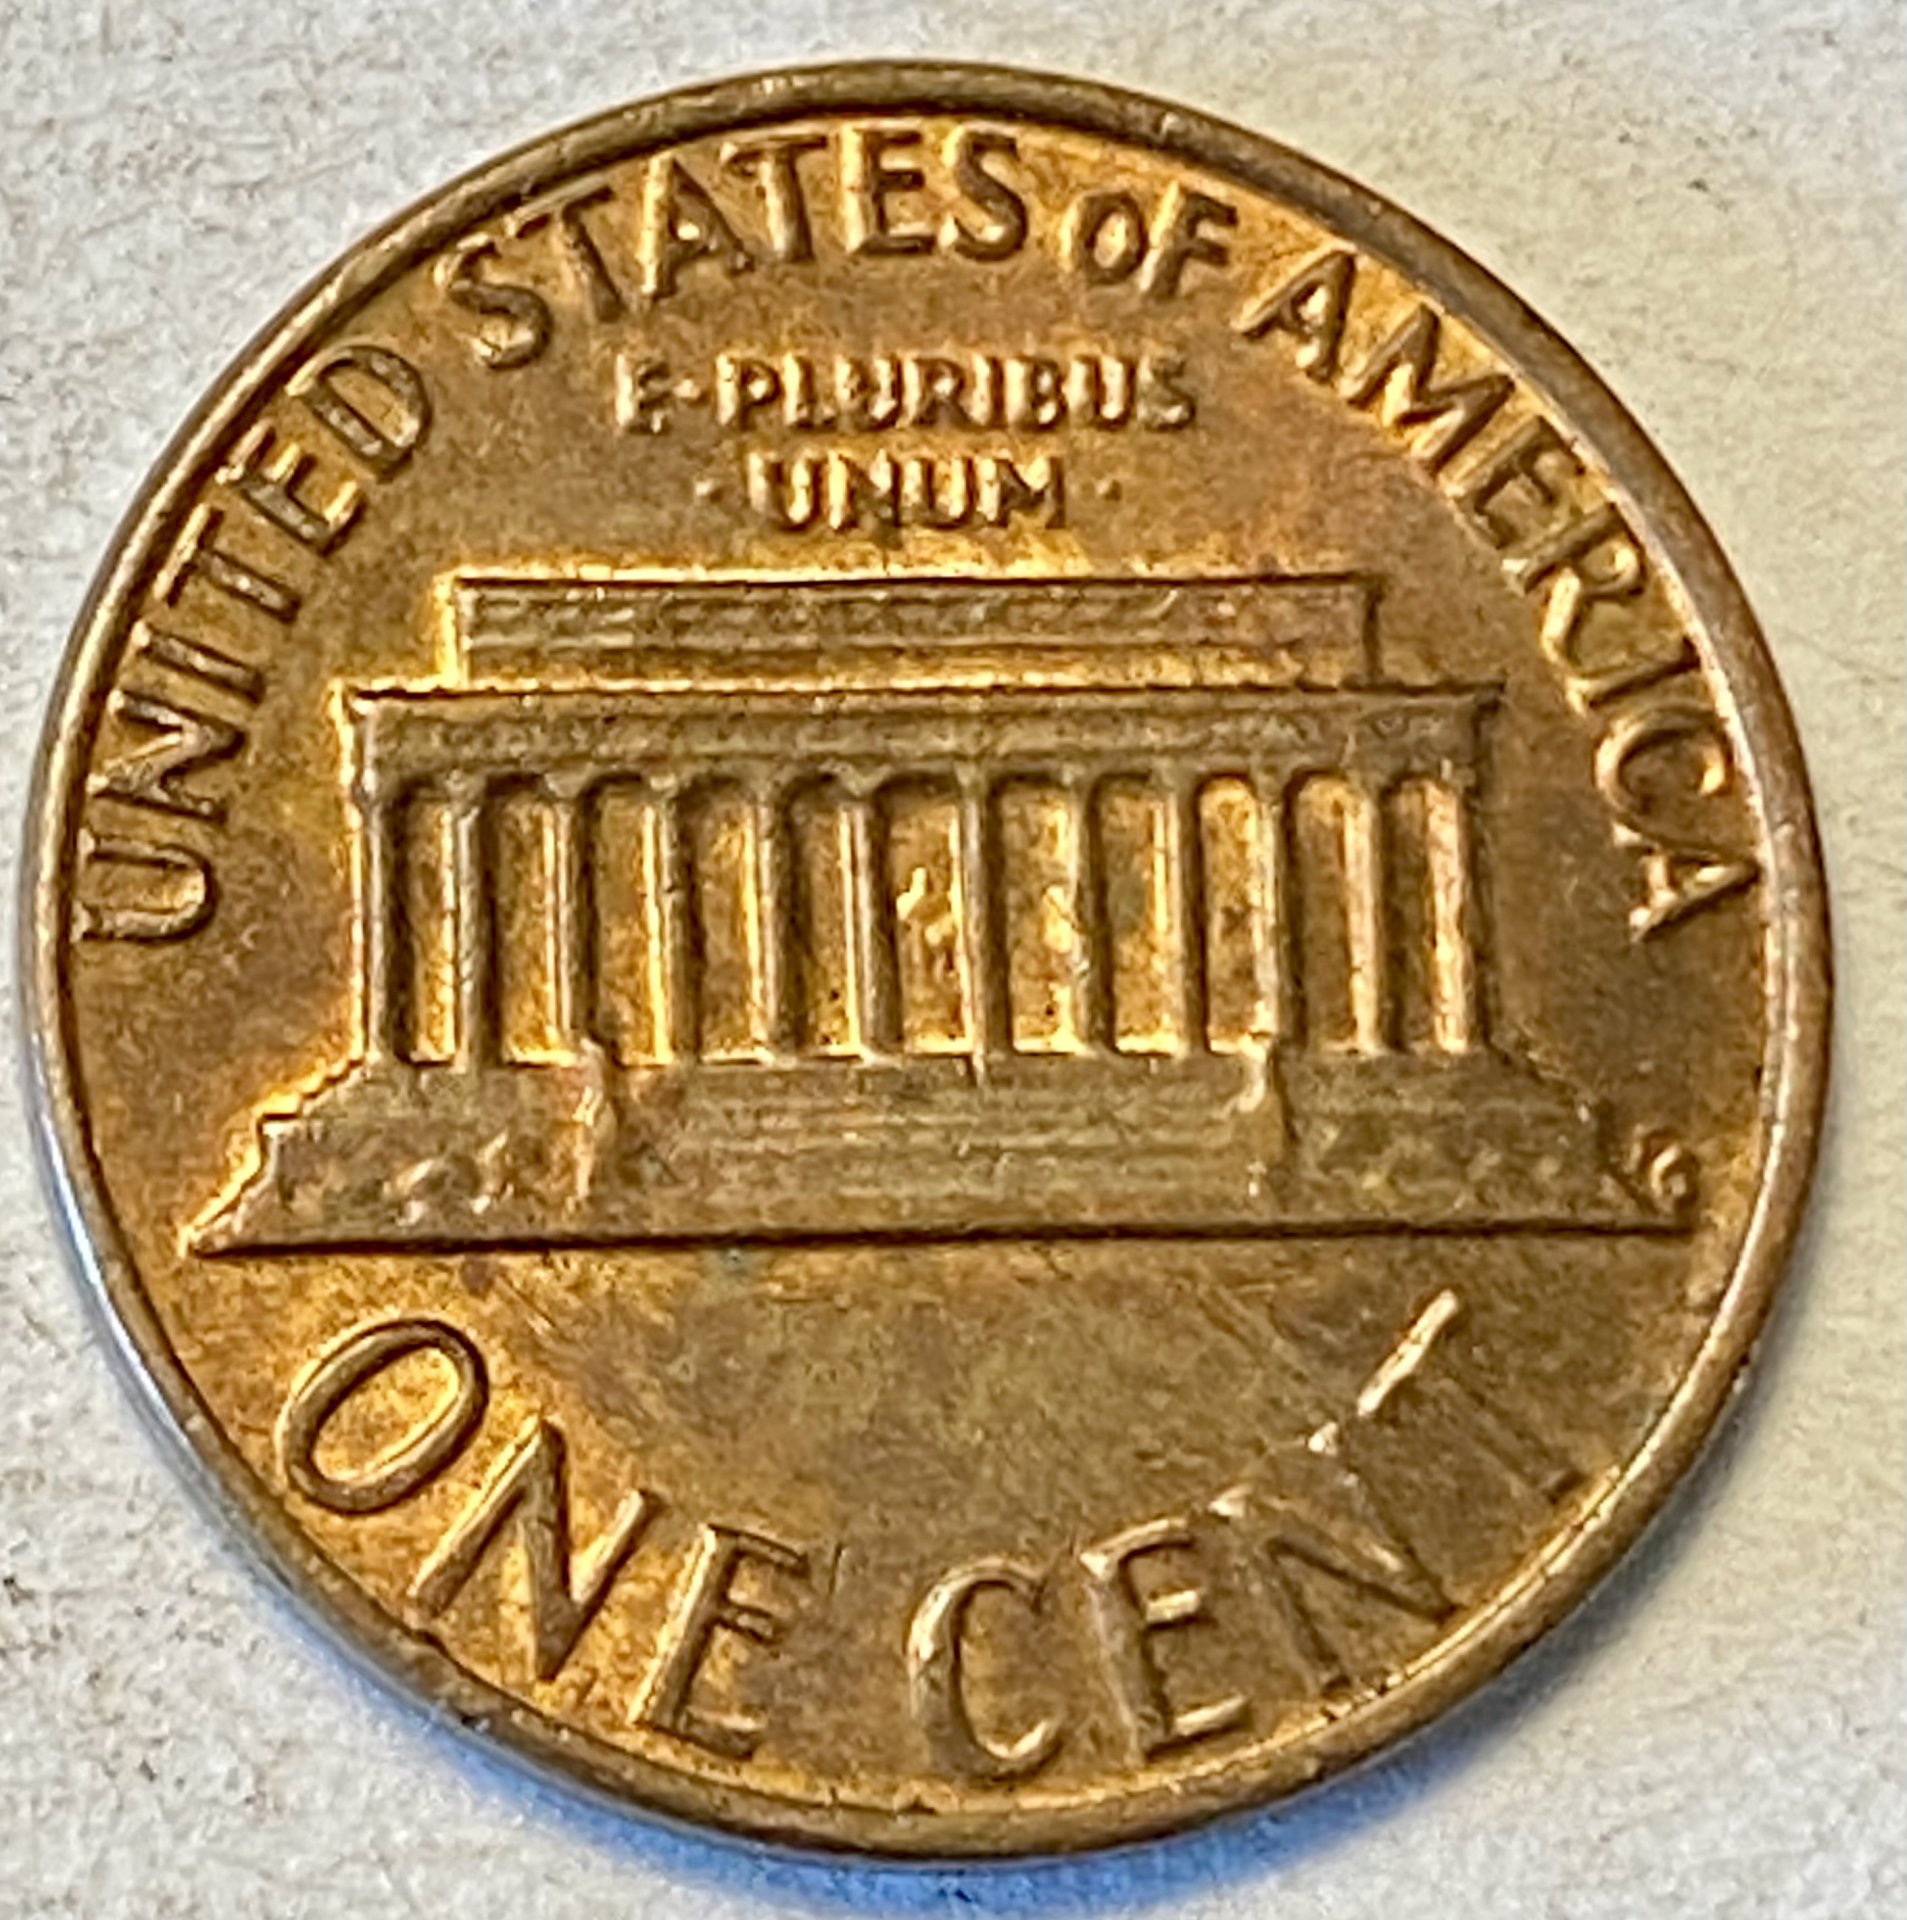 UNITED STATES OF AMERICA
E·PLURIBUS
·UNUM·
ONE CENT